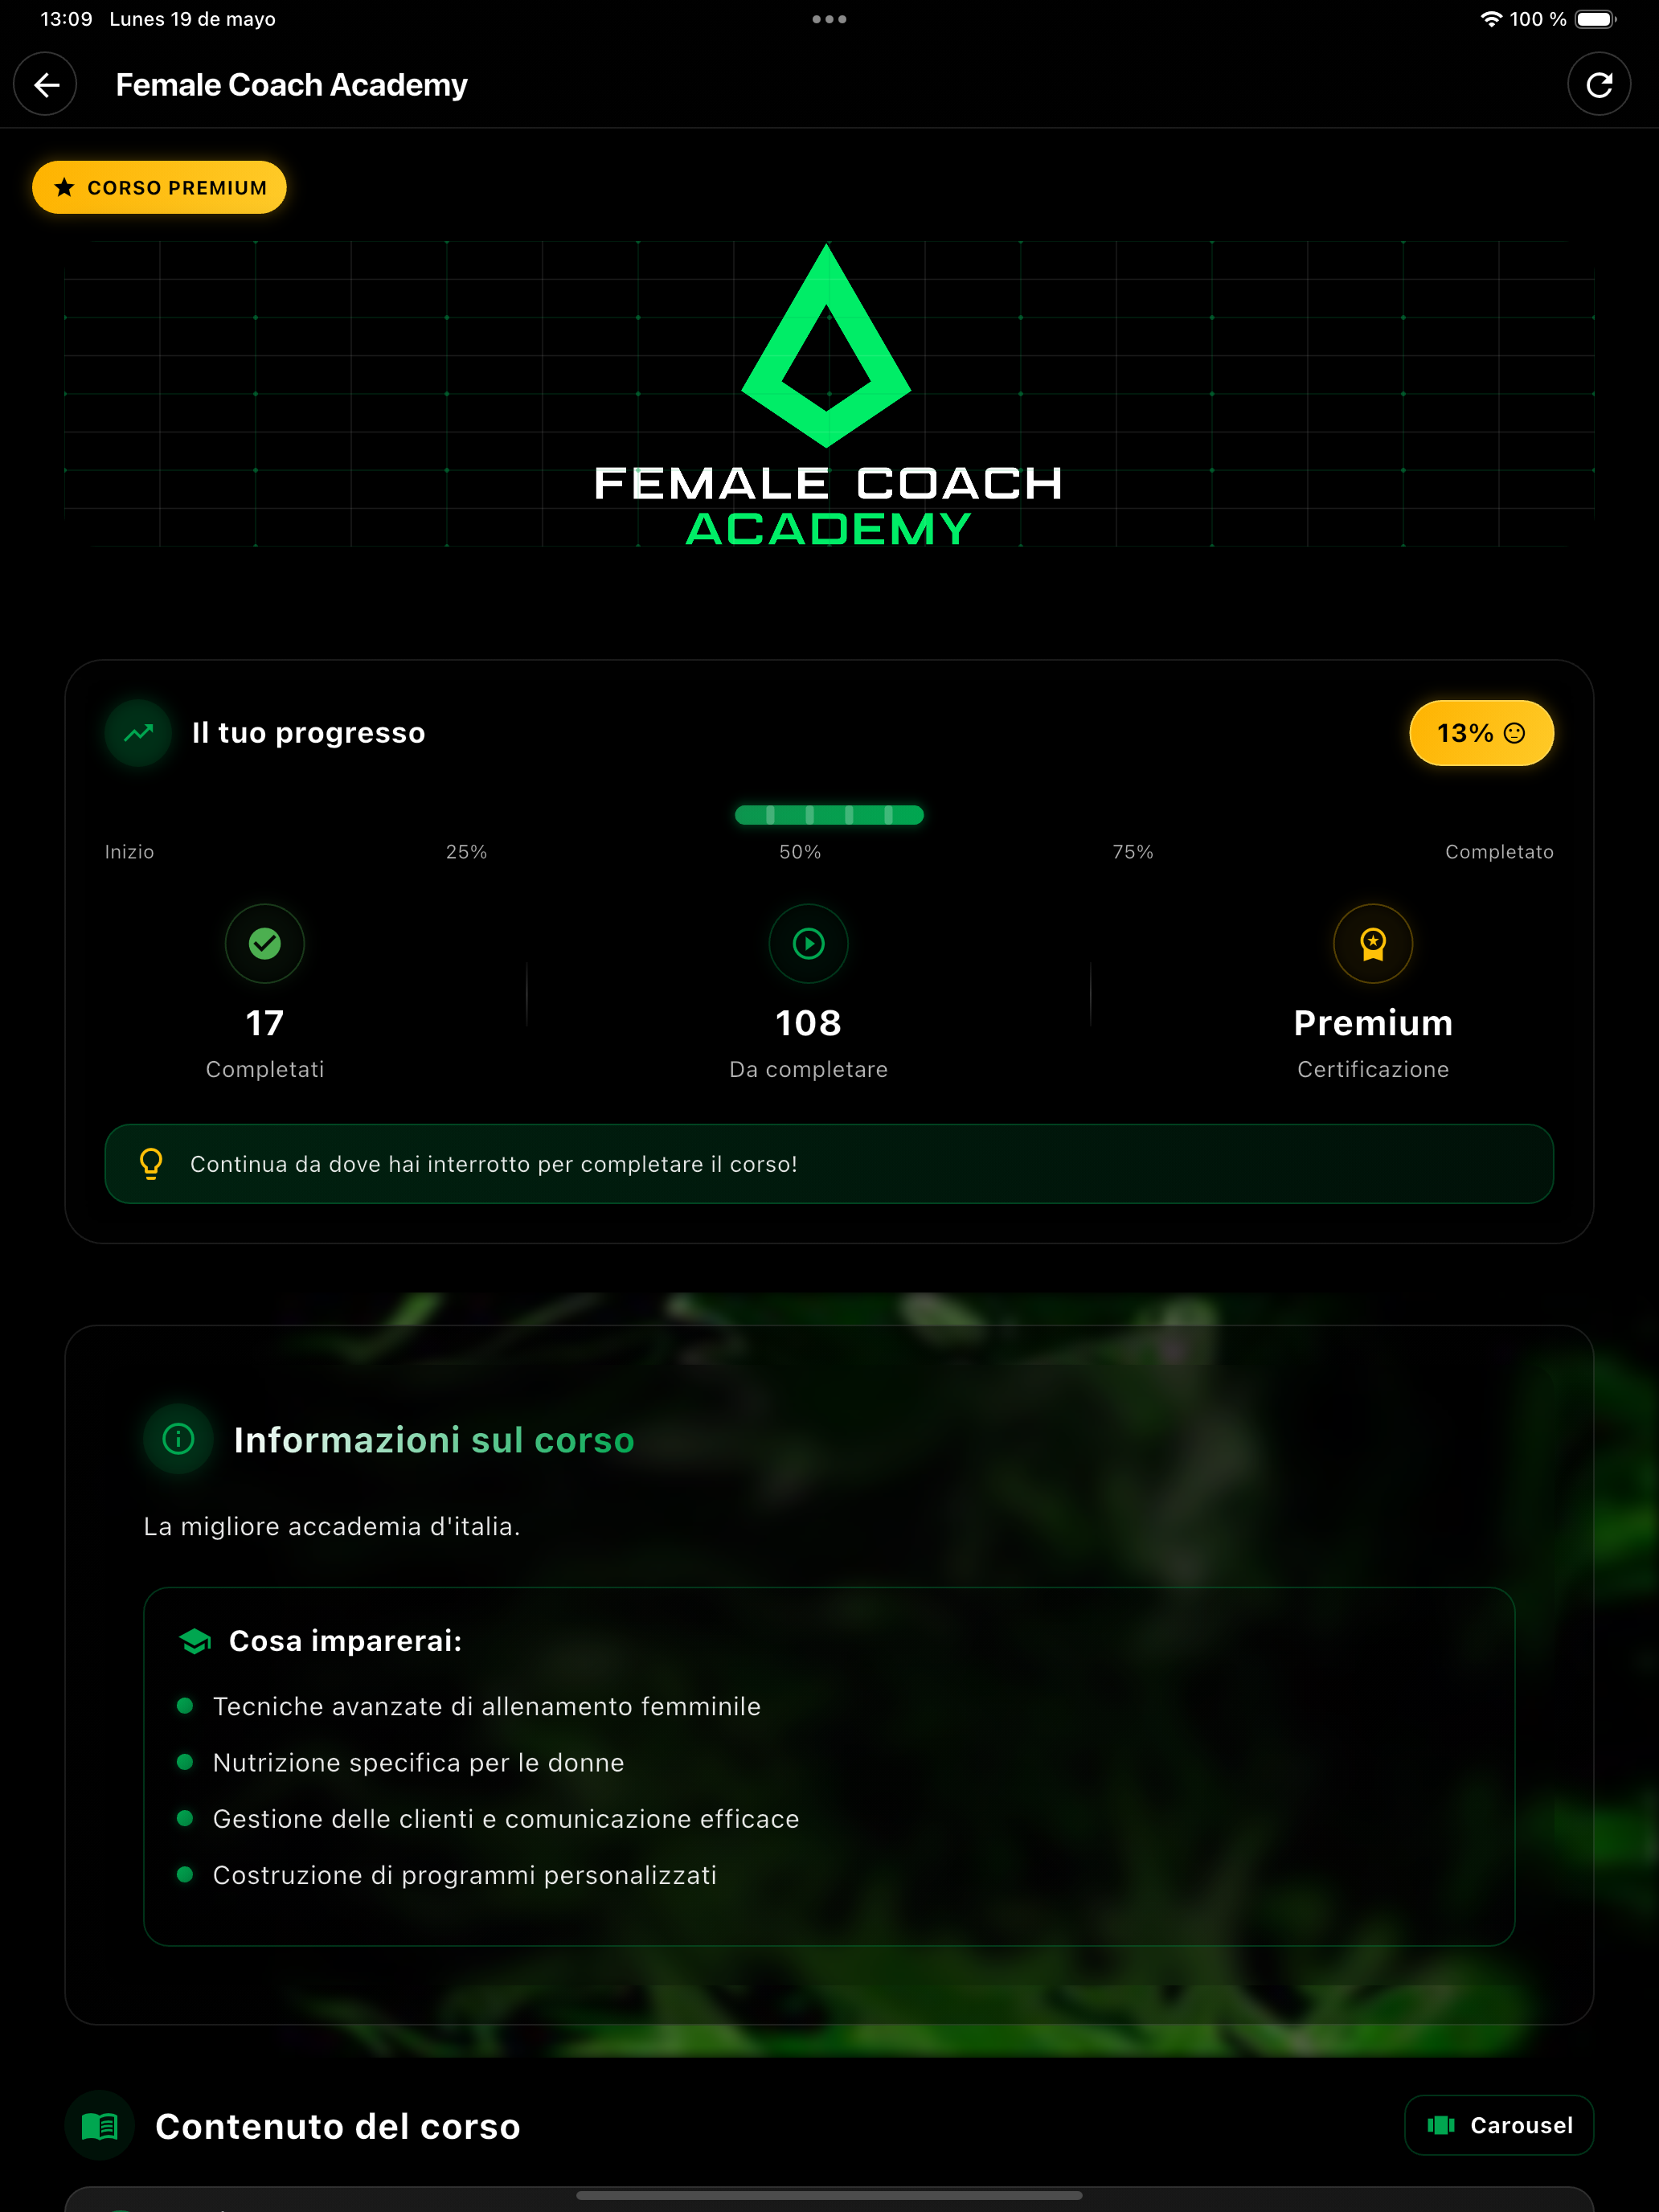 13:09 Lunes 19 de mayo 100 %
Female Coach Academy
CORSO PREMIUM
FEMALE COACH
ACADEMY
Il tuo progresso
13%
Inizio 25% 50% 75% Completato
17 108 Premium
Completati Da completare Certificazione
Continua da dove hai interrotto per completare il corso!
Informazioni sul corso
La migliore accademia d'italia.
Cosa imparerai:
Tecniche avanzate di allenamento femminile
Nutrizione specifica per le donne
Gestione delle clienti e comunicazione efficace
Costruzione di programmi personalizzati
Contenuto del corso
Carousel